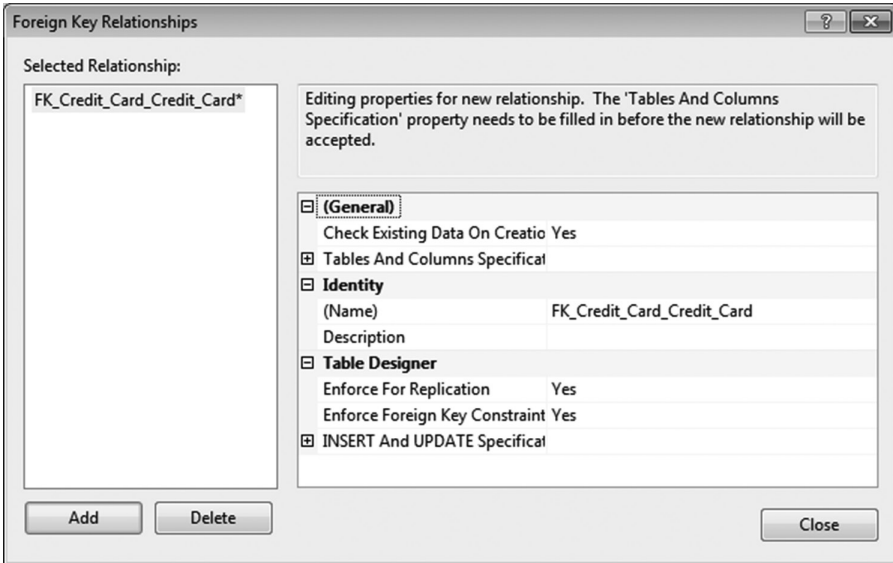 Foreign Key Relationships
Selected Relationship:
FK_Credit_Card_Credit_Card*
Editing properties for new relationship. The 'Tables And Columns
Specification' property needs to be filled in before the new relationship will be
accepted.
(General)
Check Existing Data On Creatio Yes
Tables And Columns Specificat
Identity
(Name) FK_Credit_Card_Credit_Card
Description
Table Designer
Enforce For Replication Yes
Enforce Foreign Key Constraint Yes
INSERT And UPDATE Specificat
Add Delete
Close